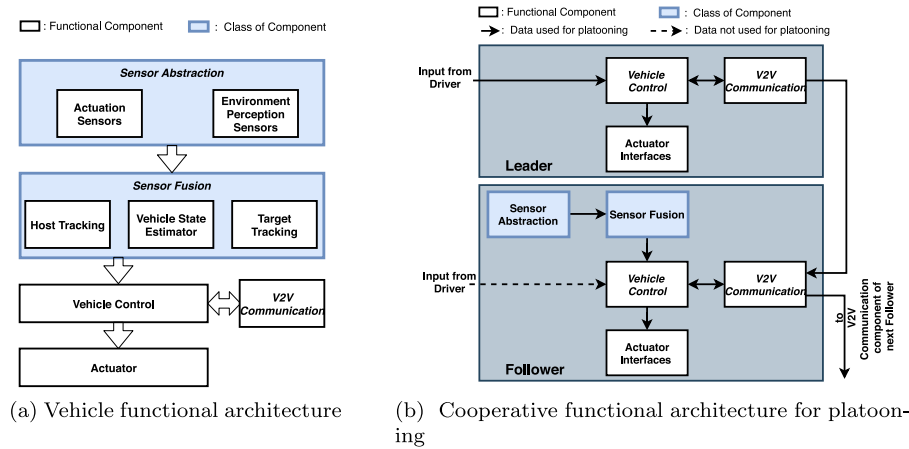 : Functional Component
: Class of Component
Sensor Abstraction
Actuation
Sensors
Environment
Perception
Sensors
Sensor Fusion
Host Tracking
Vehicle State
Estimator
Target
Tracking
Vehicle Control
V2V
Communication
Actuator
(a) Vehicle functional architecture
: Functional Component
: Class of Component
: Data used for platooning
: Data not used for platooning
Input from
Driver
Vehicle
Control
V2V
Communication
Actuator
Interfaces
Leader
Sensor
Abstraction
Sensor Fusion
Input from
Driver
Vehicle
Control
V2V
Communication
Actuator
Interfaces
Follower
to
V2V
Communication
component of
next Follower
(b) Cooperative functional architecture for platoon-
ing